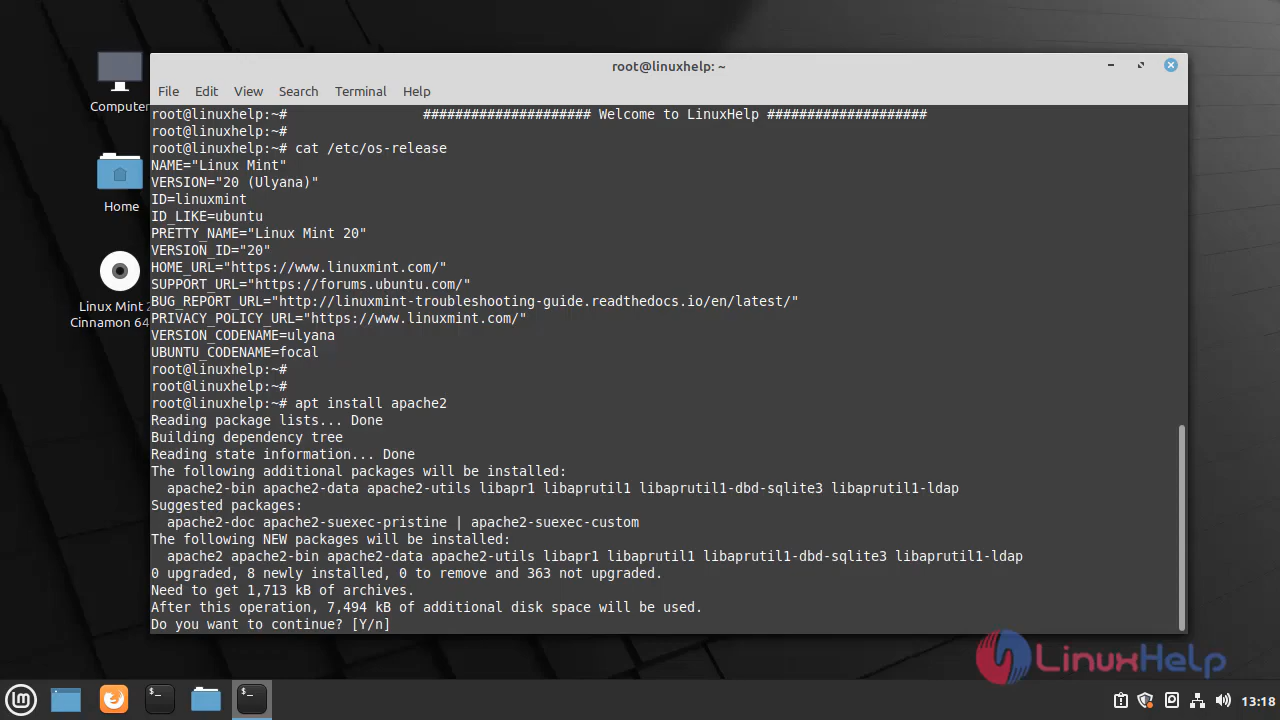 root@linuxhelp: ~
File Edit View Search Terminal Help
Computer
Home
Linux Mint 2
Cinnamon 64
root@linuxhelp:~# ##################### Welcome to LinuxHelp ####################
root@linuxhelp:~#
root@linuxhelp:~# cat /etc/os-release
NAME="Linux Mint"
VERSION="20 (Ulyana)"
ID=linuxmint
ID_LIKE=ubuntu
PRETTY_NAME="Linux Mint 20"
VERSION_ID="20"
HOME_URL="https://www.linuxmint.com/"
SUPPORT_URL="https://forums.ubuntu.com/"
BUG_REPORT_URL="http://linuxmint-troubleshooting-guide.readthedocs.io/en/latest/"
PRIVACY_POLICY_URL="https://www.linuxmint.com/"
VERSION_CODENAME=ulyana
UBUNTU_CODENAME=focal
root@linuxhelp:~#
root@linuxhelp:~#
root@linuxhelp:~# apt install apache2
Reading package lists... Done
Building dependency tree
Reading state information... Done
The following additional packages will be installed:
  apache2-bin apache2-data apache2-utils libapr1 libaprutil1 libaprutil1-dbd-sqlite3 libaprutil1-ldap
Suggested packages:
  apache2-doc apache2-suexec-pristine | apache2-suexec-custom
The following NEW packages will be installed:
  apache2 apache2-bin apache2-data apache2-utils libapr1 libaprutil1 libaprutil1-dbd-sqlite3 libaprutil1-ldap
0 upgraded, 8 newly installed, 0 to remove and 363 not upgraded.
Need to get 1,713 kB of archives.
After this operation, 7,494 kB of additional disk space will be used.
Do you want to continue? [Y/n]
LinuxHelp
13:18